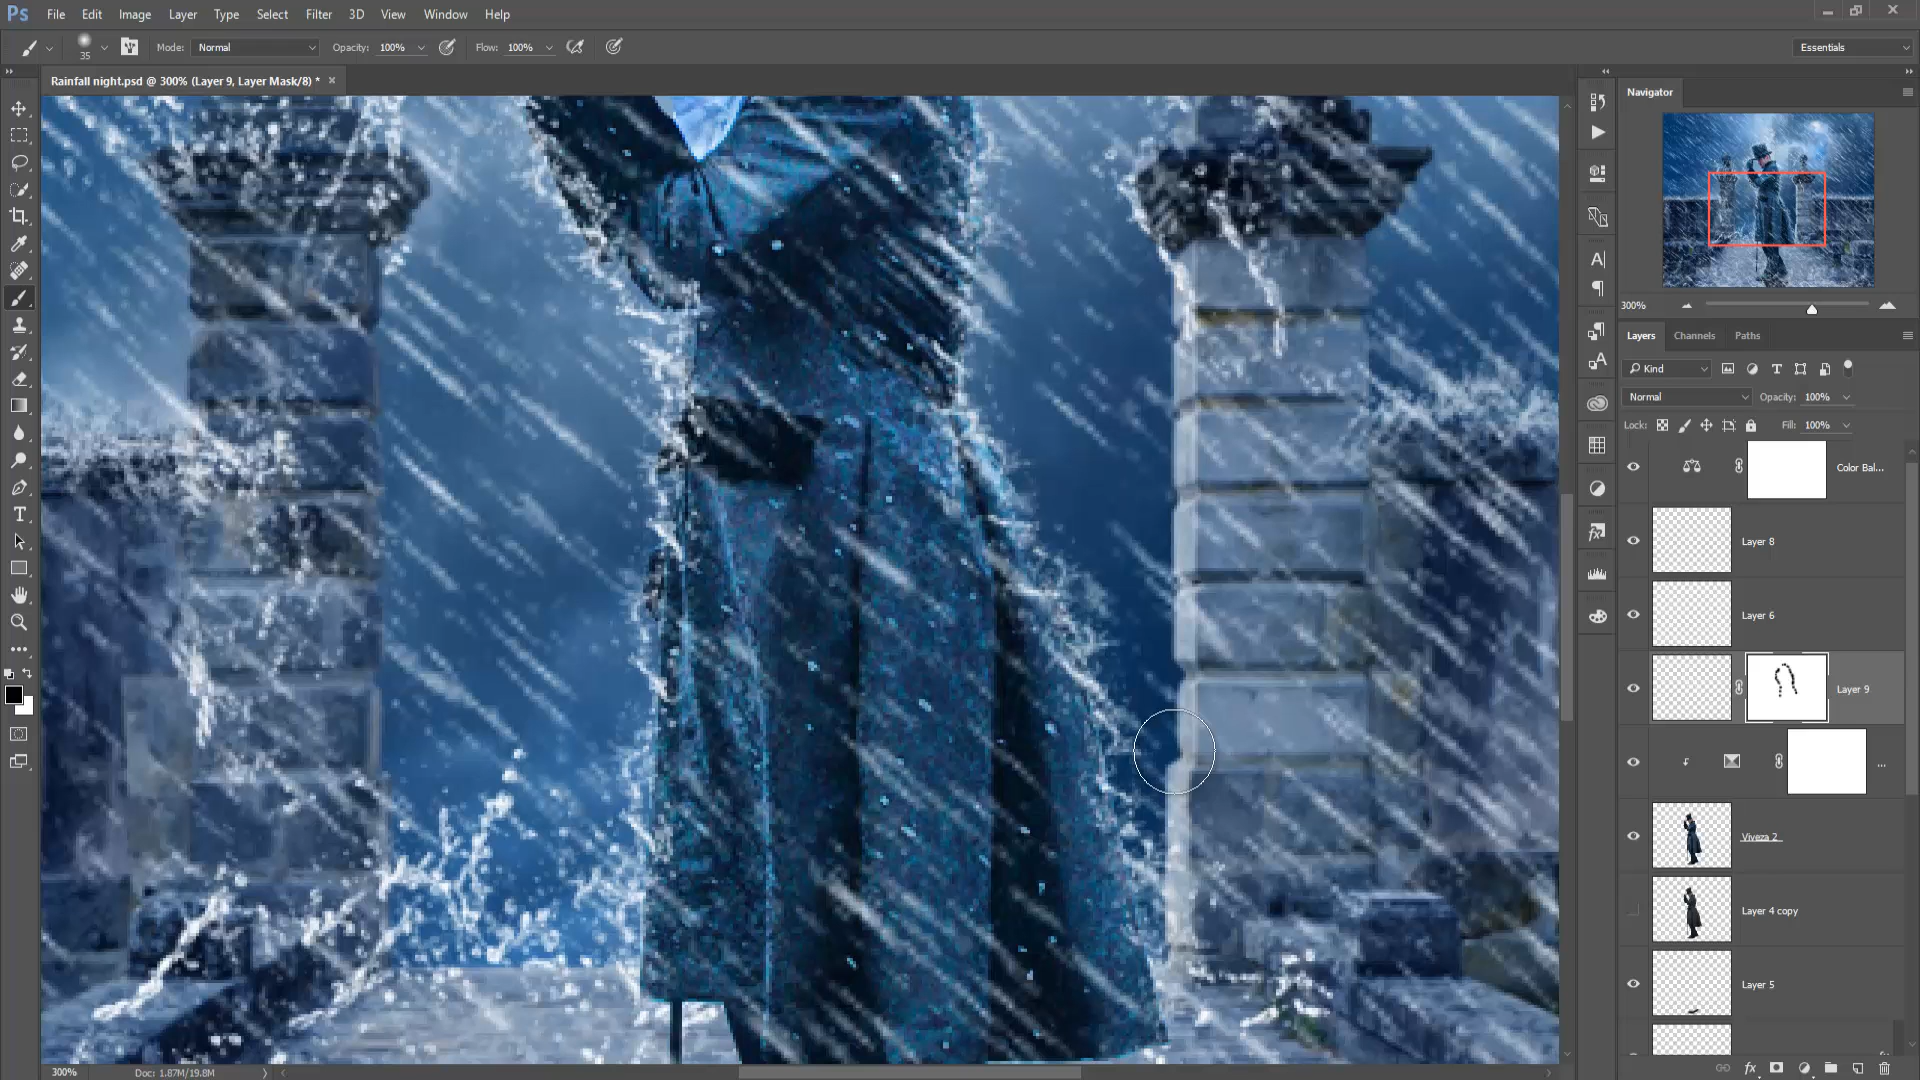 Ps File Edit Image Layer Type Select Filter 3D View Window Help
35 Mode: Normal Opacity: 100% Flow: 100% Essentials
Rainfall night.psd @ 300% (Layer 9, Layer Mask/8) * ×
Navigator
300%
Layers Channels Paths
Kind
Normal Opacity: 100%
Lock: Fill: 100%
Color Bal...
Layer 8
Layer 6
Layer 9
...
Viveza 2
Layer 4 copy
Layer 5
300% Doc: 1.87M/19.8M